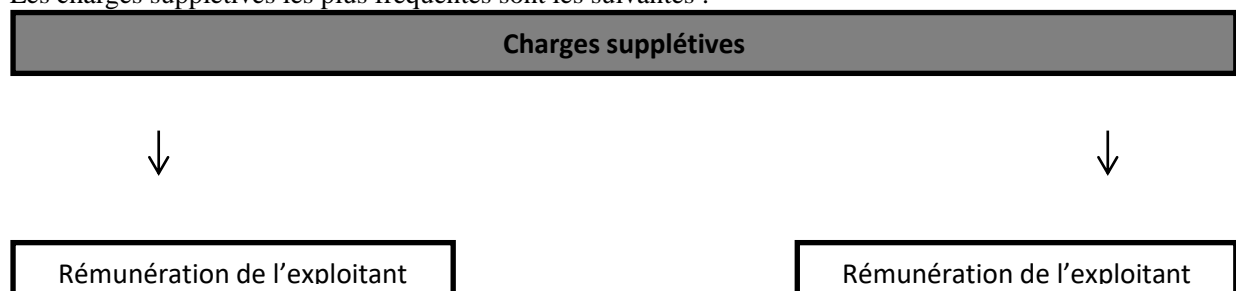 Les charges supplétives les plus fréquentes sont les suivantes :
Charges supplétives
Rémunération de l’exploitant
Rémunération de l’exploitant